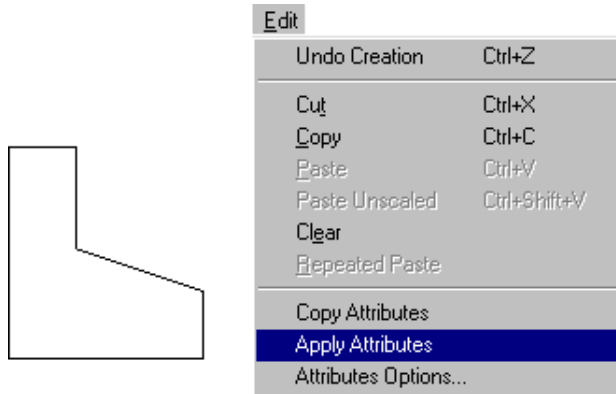 Edit
Undo Creation Ctrl+Z
Cut Ctrl+X
Copy Ctrl+C
Paste Ctrl+V
Paste Unscaled Ctrl+Shift+V
Clear
Repeated Paste
Copy Attributes
Apply Attributes
Attributes Options...